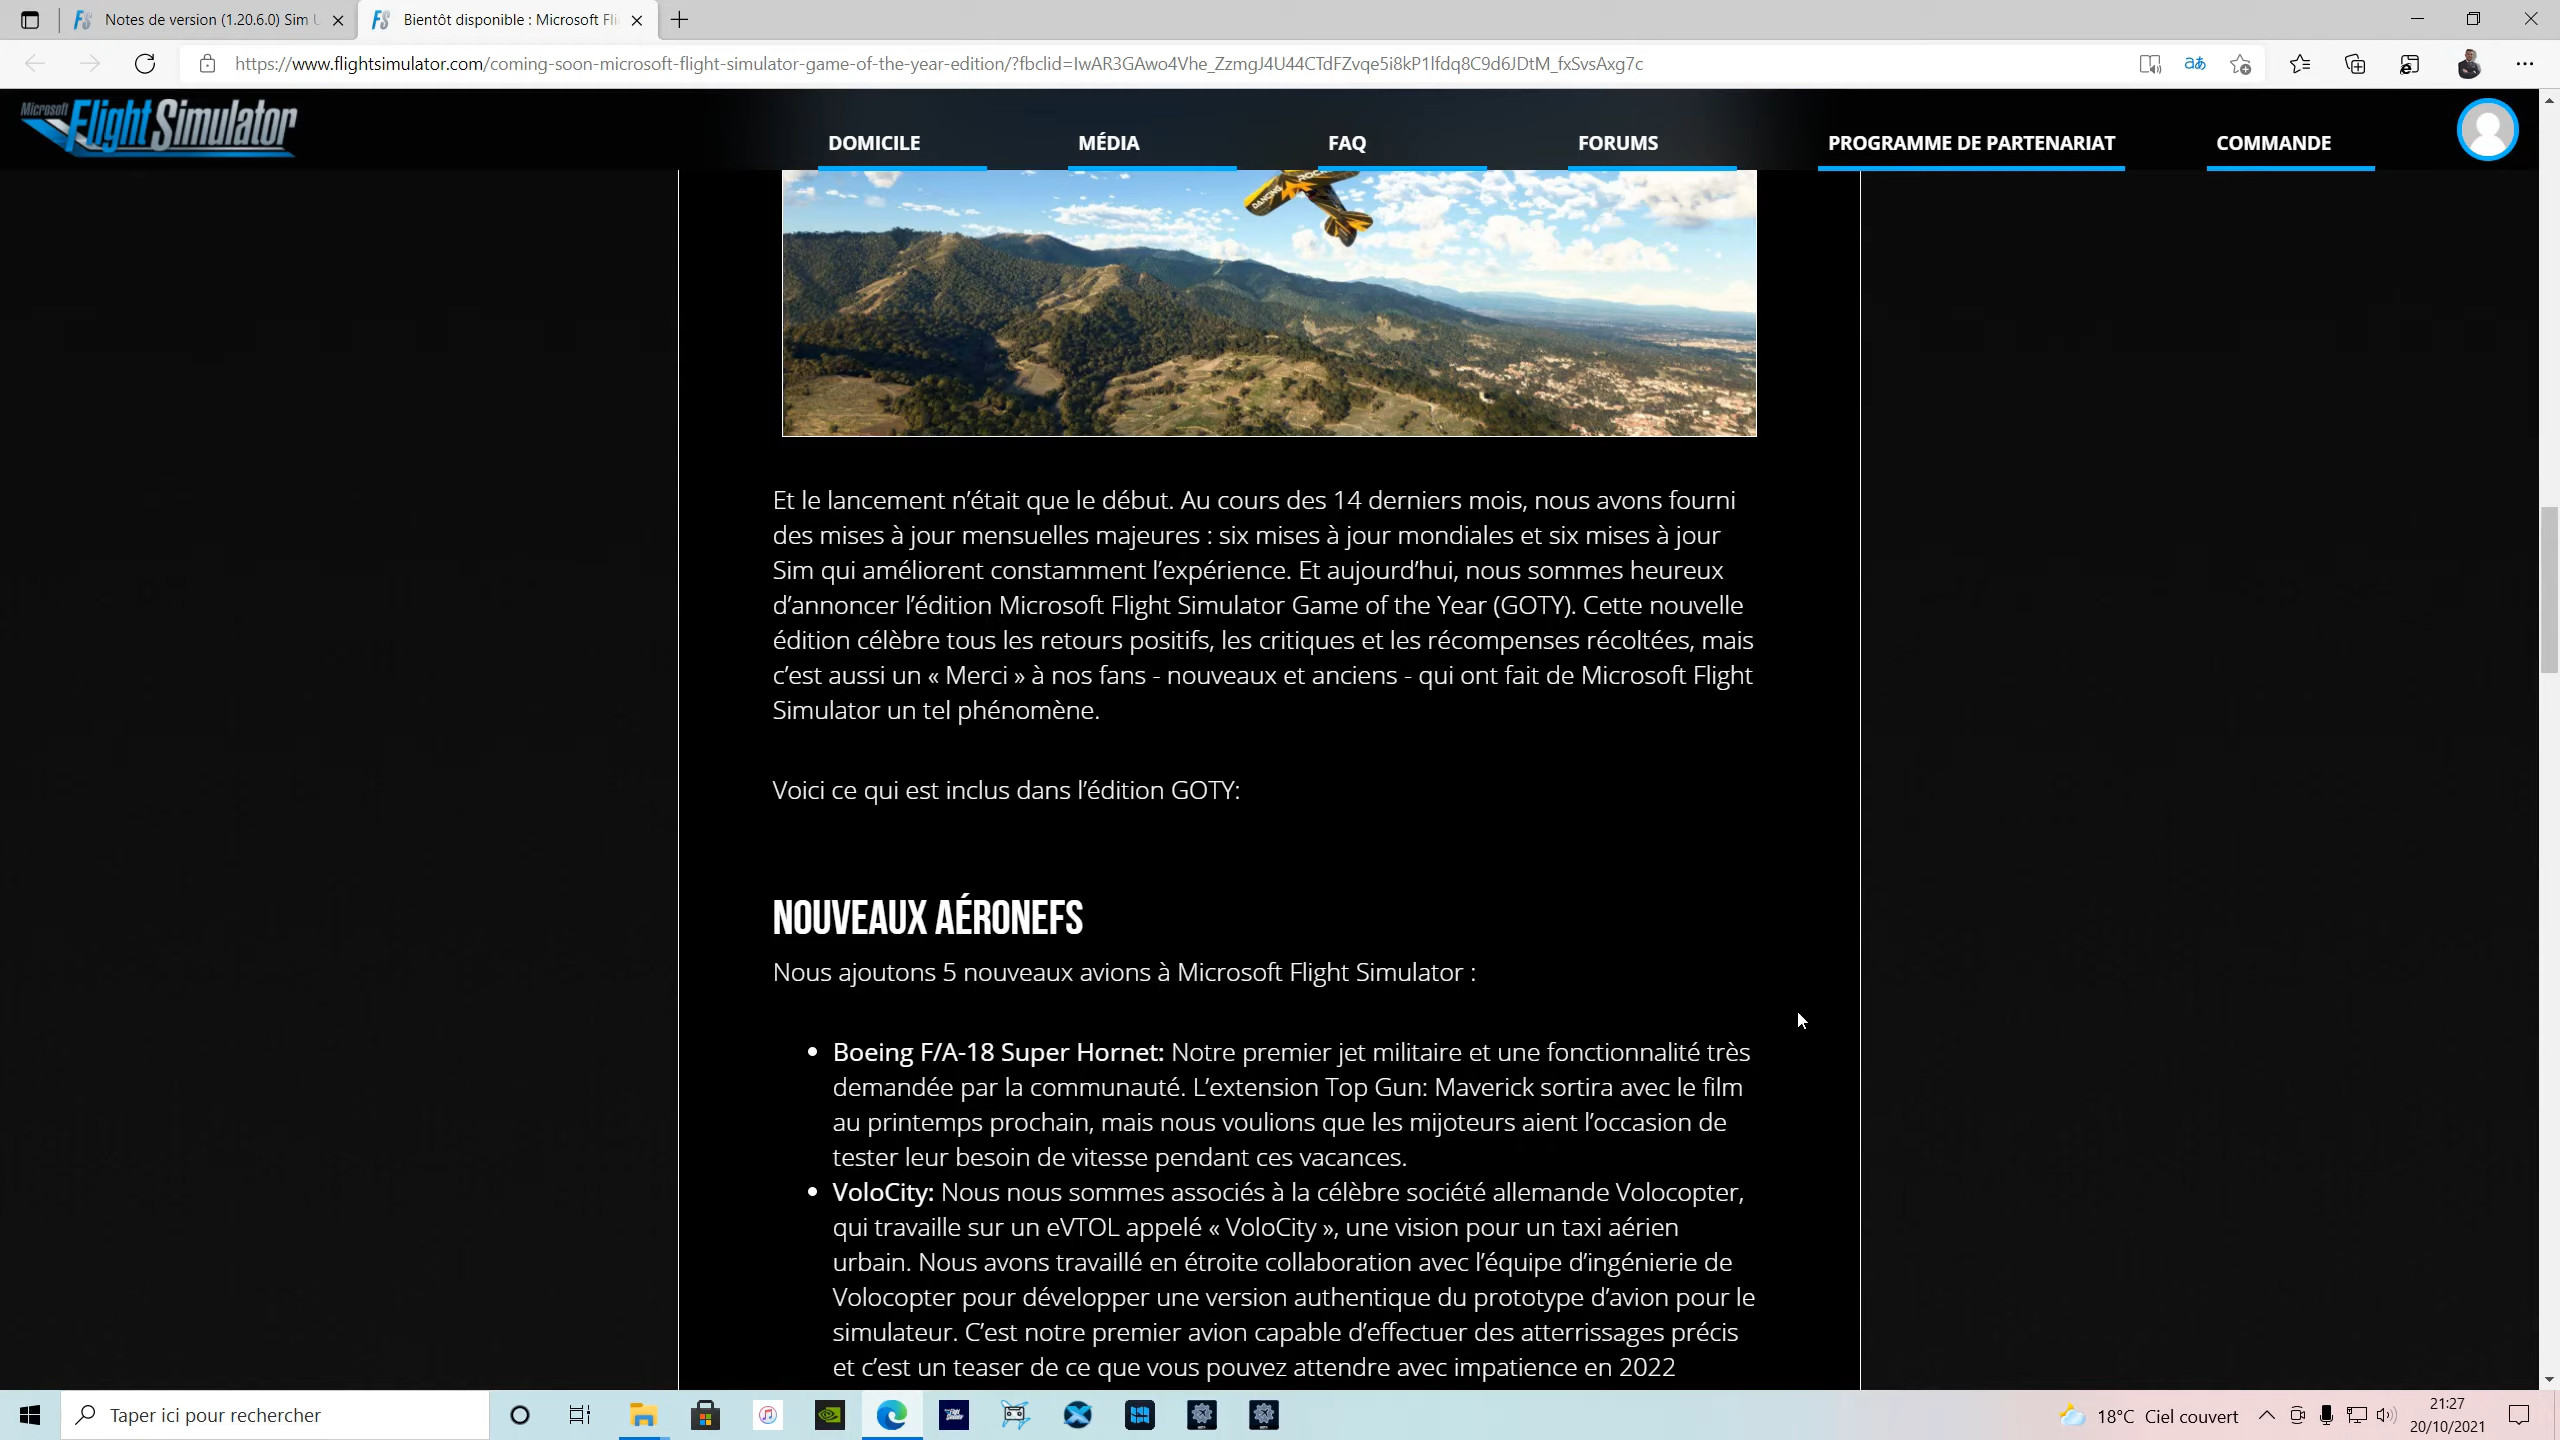 Notes de version (1.20.6.0) Sim U
Bientôt disponible : Microsoft Fli
https://www.flightsimulator.com/coming-soon-microsoft-flight-simulator-game-of-the-year-edition/?fbclid=IwAR3GAwo4Vhe_ZzmgJ4U44CTdFZvqe5i8kP1lfdq8C9d6JDtM_fxSvsAxg7c
Microsoft Flight Simulator
DOMICILE
MÉDIA
FAQ
FORUMS
PROGRAMME DE PARTENARIAT
COMMANDE
DANCING ROCK
Et le lancement n’était que le début. Au cours des 14 derniers mois, nous avons fourni
des mises à jour mensuelles majeures : six mises à jour mondiales et six mises à jour
Sim qui améliorent constamment l’expérience. Et aujourd’hui, nous sommes heureux
d’annoncer l’édition Microsoft Flight Simulator Game of the Year (GOTY). Cette nouvelle
édition célèbre tous les retours positifs, les critiques et les récompenses récoltées, mais
c’est aussi un « Merci » à nos fans - nouveaux et anciens - qui ont fait de Microsoft Flight
Simulator un tel phénomène.
Voici ce qui est inclus dans l’édition GOTY:
NOUVEAUX AÉRONEFS
Nous ajoutons 5 nouveaux avions à Microsoft Flight Simulator :
• Boeing F/A-18 Super Hornet: Notre premier jet militaire et une fonctionnalité très
demandée par la communauté. L’extension Top Gun: Maverick sortira avec le film
au printemps prochain, mais nous voulions que les mijoteurs aient l’occasion de
tester leur besoin de vitesse pendant ces vacances.
• VoloCity: Nous nous sommes associés à la célèbre société allemande Volocopter,
qui travaille sur un eVTOL appelé « VoloCity », une vision pour un taxi aérien
urbain. Nous avons travaillé en étroite collaboration avec l’équipe d’ingénierie de
Volocopter pour développer une version authentique du prototype d’avion pour le
simulateur. C’est notre premier avion capable d’effectuer des atterrissages précis
et c’est un teaser de ce que vous pouvez attendre avec impatience en 2022
Taper ici pour rechercher
18°C Ciel couvert
21:27
20/10/2021